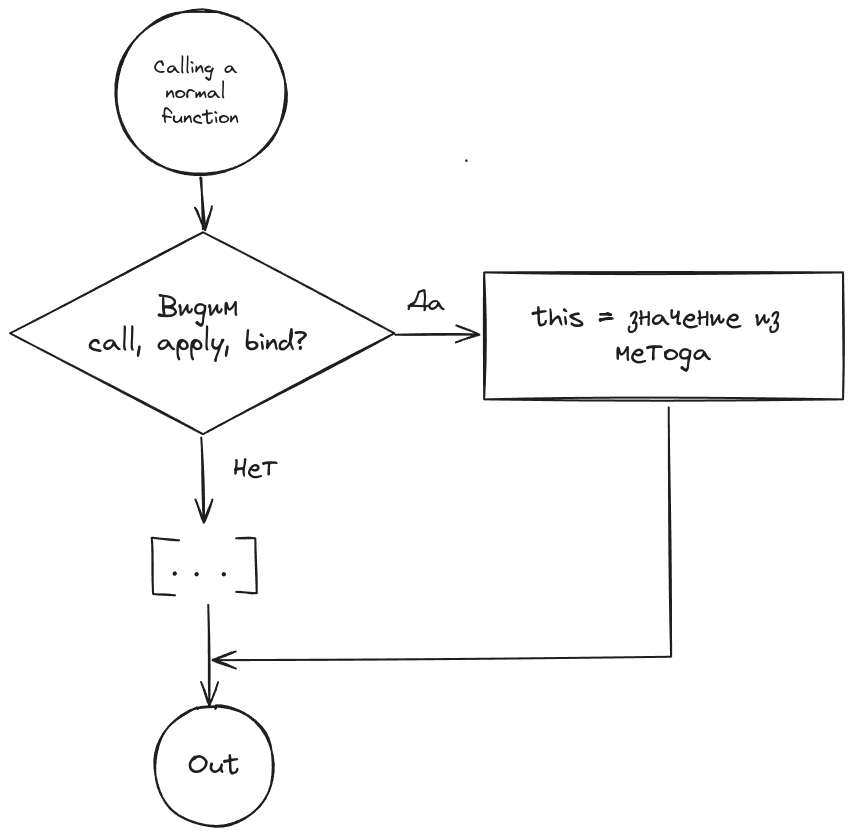 Calling a
normal
function
Видим
call, apply, bind?
Да
this = значение из
метода
Нет
[...]
Out